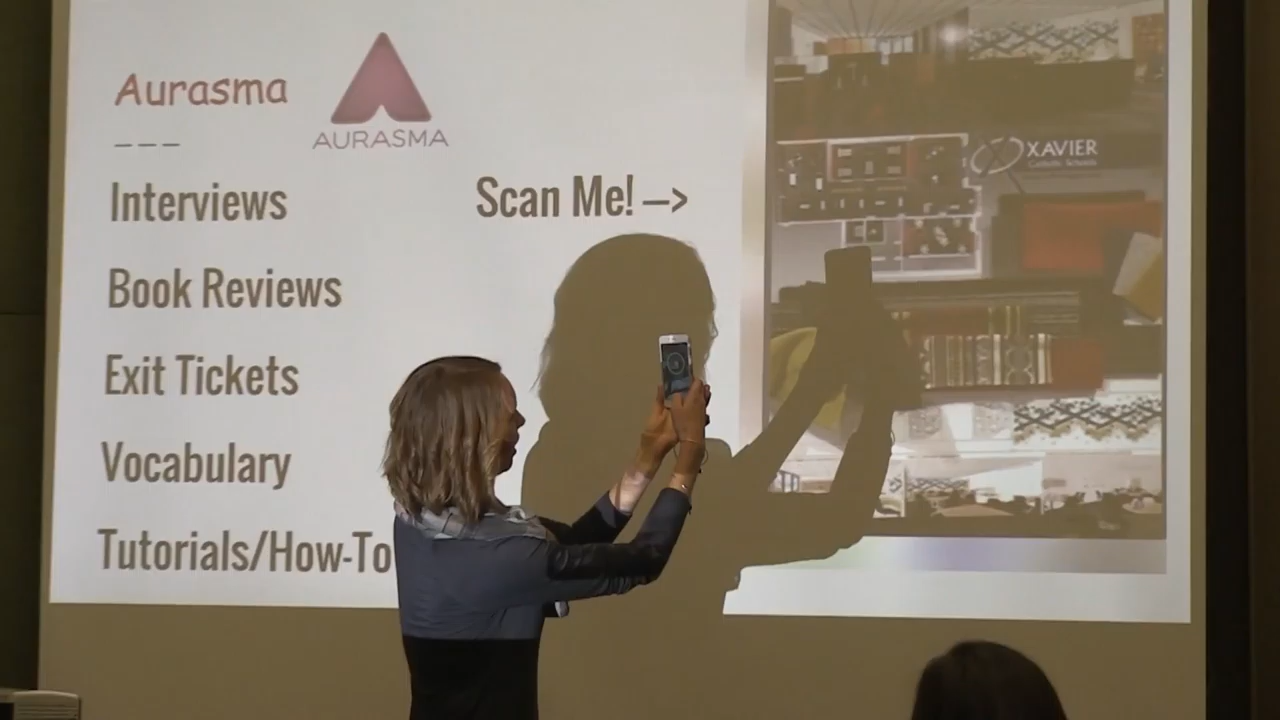 Aurasma
AURASMA
---
Interviews
Scan Me! -->
Book Reviews
Exit Tickets
Vocabulary
Tutorials/How-To
XAVIER
Catholic Schools